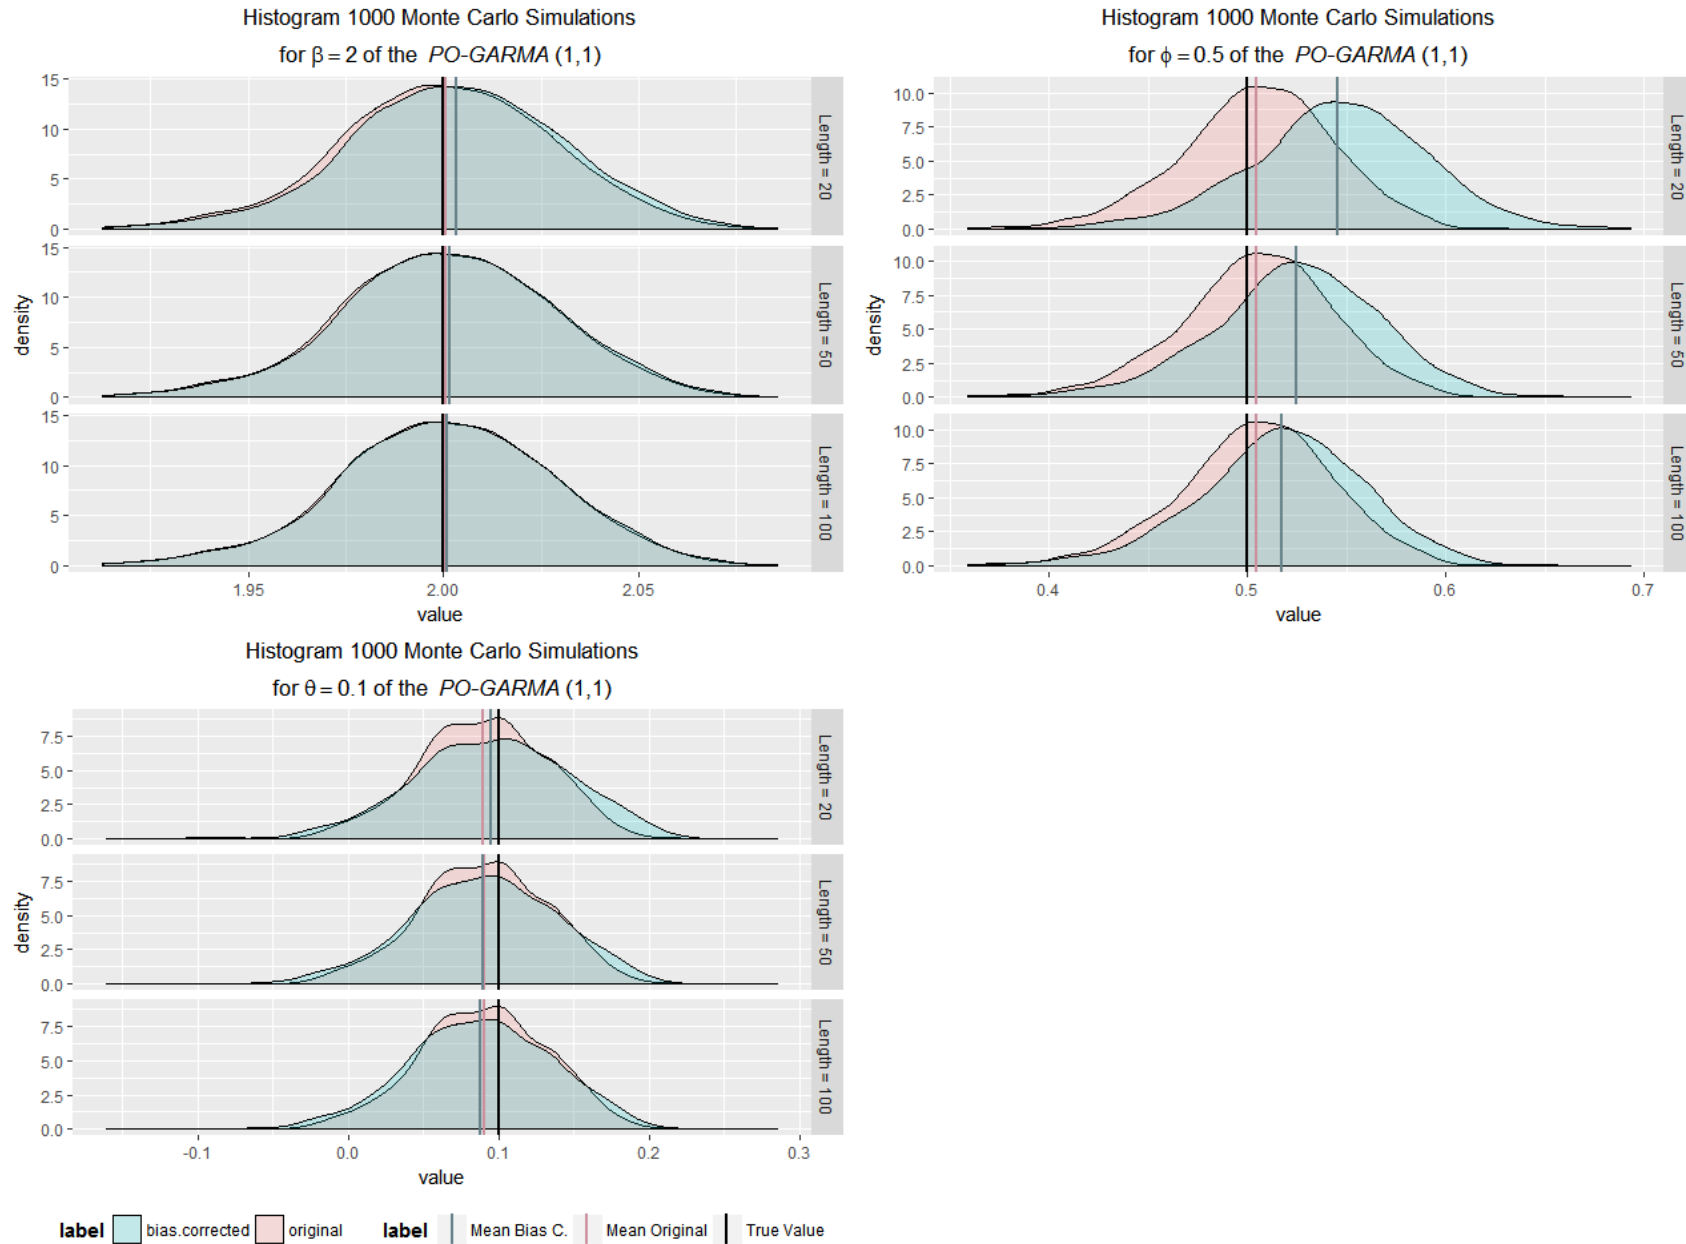 Histogram 1000 Monte Carlo Simulations
for β = 2 of the PO-GARMA (1,1)
15
10
5
0
Length = 20
15
10
5
0
Length = 50
15
10
5
0
Length = 100
density
1.95 2.00 2.05
value
Histogram 1000 Monte Carlo Simulations
for ϕ = 0.5 of the PO-GARMA (1,1)
10.0
7.5
5.0
2.5
0.0
Length = 20
10.0
7.5
5.0
2.5
0.0
Length = 50
10.0
7.5
5.0
2.5
0.0
Length = 100
density
0.4 0.5 0.6 0.7
value
Histogram 1000 Monte Carlo Simulations
for θ = 0.1 of the PO-GARMA (1,1)
7.5
5.0
2.5
0.0
Length = 20
7.5
5.0
2.5
0.0
Length = 50
7.5
5.0
2.5
0.0
Length = 100
density
-0.1 0.0 0.1 0.2 0.3
value
label bias.corrected original label Mean Bias C. Mean Original True Value